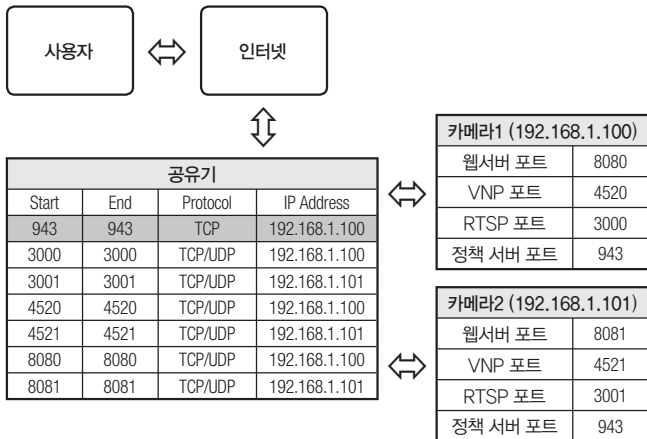 사용자
인터넷
공유기
Start End Protocol IP Address
943 943 TCP 192.168.1.100
3000 3000 TCP/UDP 192.168.1.100
3001 3001 TCP/UDP 192.168.1.101
4520 4520 TCP/UDP 192.168.1.100
4521 4521 TCP/UDP 192.168.1.101
8080 8080 TCP/UDP 192.168.1.100
8081 8081 TCP/UDP 192.168.1.101
카메라1 (192.168.1.100)
웹서버 포트 8080
VNP 포트 4520
RTSP 포트 3000
정책 서버 포트 943
카메라2 (192.168.1.101)
웹서버 포트 8081
VNP 포트 4521
RTSP 포트 3001
정책 서버 포트 943